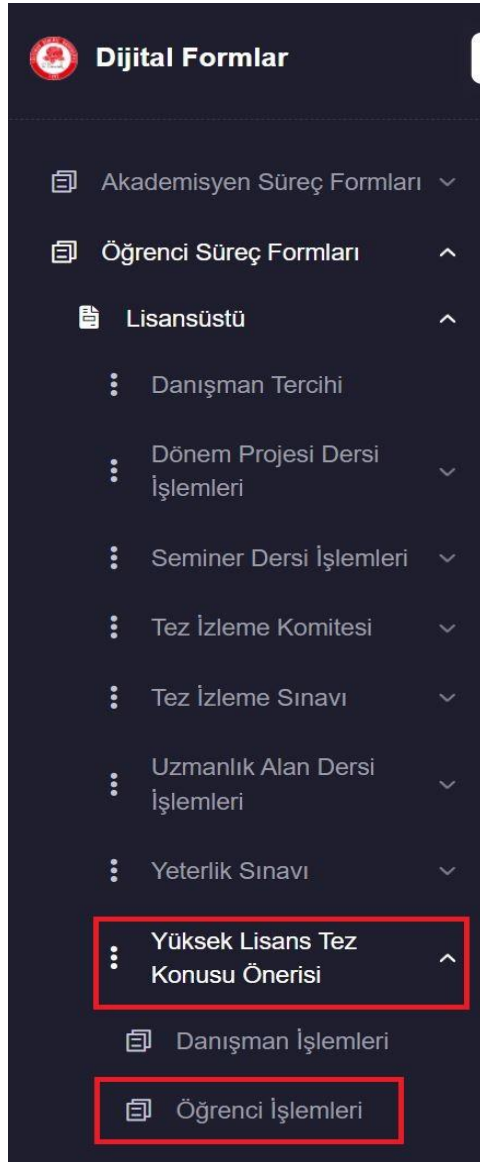 Dijital Formlar
Akademisyen Süreç Formları
Öğrenci Süreç Formları
Lisansüstü
Danışman Tercihi
Dönem Projesi Dersi
İşlemleri
Seminer Dersi İşlemleri
Tez İzleme Komitesi
Tez İzleme Sınavı
Uzmanlık Alan Dersi
İşlemleri
Yeterlik Sınavı
Yüksek Lisans Tez
Konusu Önerisi
Danışman İşlemleri
Öğrenci İşlemleri